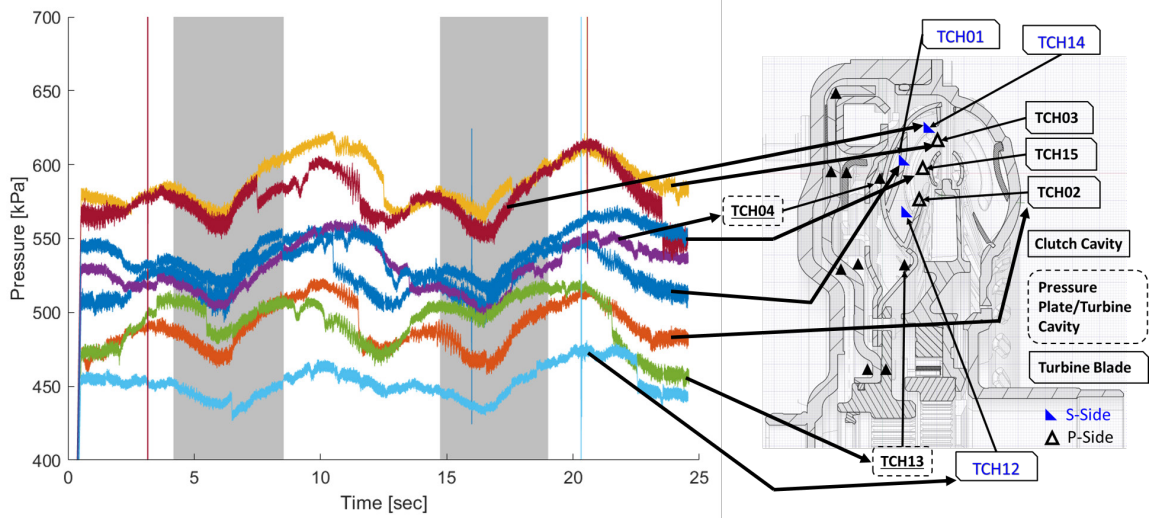 700
650
600
550
500
450
400
0
5
10
15
20
25
Pressure [kPa]
Time [sec]
TCH01
TCH14
TCH03
TCH15
TCH02
TCH04
Clutch Cavity
Pressure
Plate/Turbine
Cavity
Turbine Blade
S-Side
P-Side
TCH13
TCH12